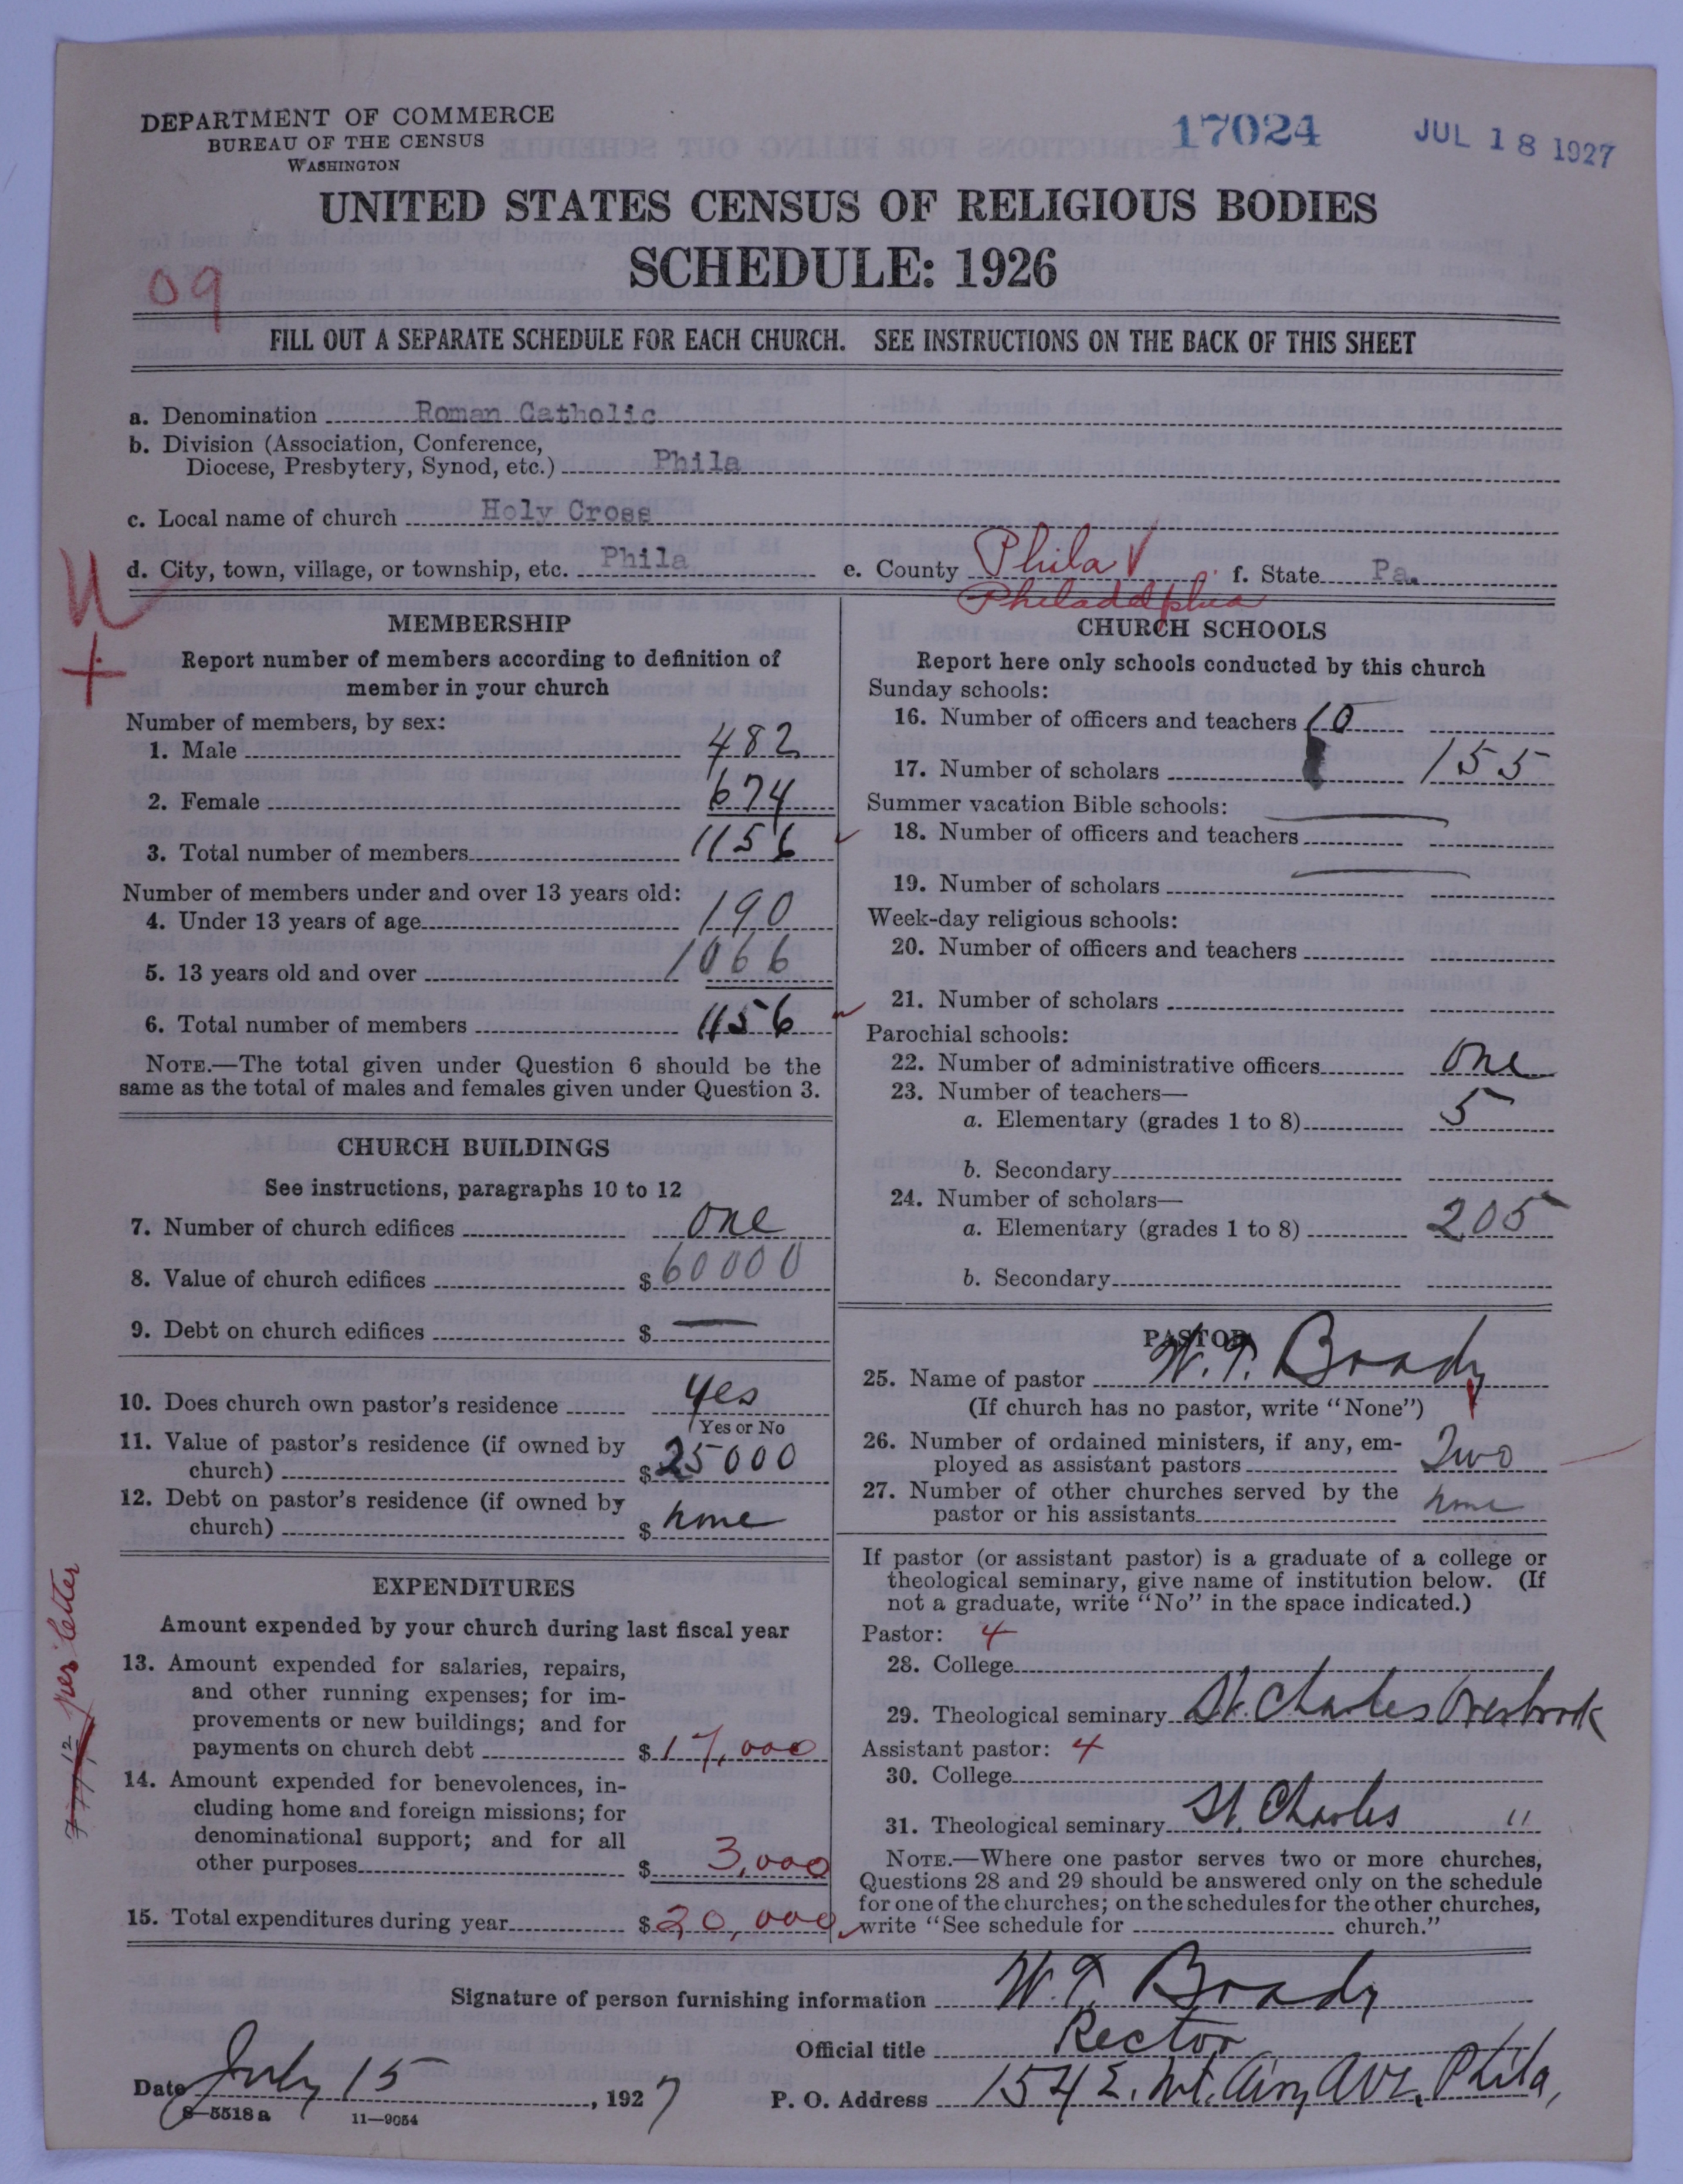 DEPARTMENT OF COMMERCE
BUREAU OF THE CENSUS
WASHINGTON
17024
JUL 18 1927
UNITED STATES CENSUS OF RELIGIOUS BODIES
SCHEDULE: 1926
09
FILL OUT A SEPARATE SCHEDULE FOR EACH CHURCH. SEE INSTRUCTIONS ON THE BACK OF THIS SHEET
a. Denomination Roman Catholic
b. Division (Association, Conference,
Diocese, Presbytery, Synod, etc.) Phila
c. Local name of church Holy Cross
d. City, town, village, or township, etc. Phila e. County Phila f. State Pa.
Philadelphia
MEMBERSHIP
Report number of members according to definition of
member in your church
Number of members, by sex:
1. Male 482
2. Female 674
3. Total number of members 1156
Number of members under and over 13 years old:
4. Under 13 years of age 190
5. 13 years old and over 1066
6. Total number of members 1156
NOTE.—The total given under Question 6 should be the
same as the total of males and females given under Question 3.
CHURCH BUILDINGS
See instructions, paragraphs 10 to 12
7. Number of church edifices one
8. Value of church edifices $ 60000
9. Debt on church edifices $ —
10. Does church own pastor's residence yes
Yes or No
11. Value of pastor's residence (if owned by
church) $ 25000
12. Debt on pastor's residence (if owned by
church) $ none
EXPENDITURES
Amount expended by your church during last fiscal year
13. Amount expended for salaries, repairs,
and other running expenses; for im-
provements or new buildings; and for
payments on church debt $ 17,000
14. Amount expended for benevolences, in-
cluding home and foreign missions; for
denominational support; and for all
other purposes $ 3,000
15. Total expenditures during year $ 20,000
per letter
CHURCH SCHOOLS
Report here only schools conducted by this church
Sunday schools:
16. Number of officers and teachers 10
17. Number of scholars 155
Summer vacation Bible schools:
18. Number of officers and teachers —
19. Number of scholars —
Week-day religious schools:
20. Number of officers and teachers
21. Number of scholars
Parochial schools:
22. Number of administrative officers one
23. Number of teachers—
a. Elementary (grades 1 to 8) 5
b. Secondary
24. Number of scholars—
a. Elementary (grades 1 to 8) 205
b. Secondary
PASTOR
25. Name of pastor W. T. Brady
(If church has no pastor, write "None")
26. Number of ordained ministers, if any, em-
ployed as assistant pastors Two
27. Number of other churches served by the
pastor or his assistants none
If pastor (or assistant pastor) is a graduate of a college or
theological seminary, give name of institution below. (If
not a graduate, write "No" in the space indicated.)
Pastor: 4
28. College
29. Theological seminary St. Charles Overbrook
Assistant pastor: 4
30. College
31. Theological seminary St. Charles "
NOTE.—Where one pastor serves two or more churches,
Questions 28 and 29 should be answered only on the schedule
for one of the churches; on the schedules for the other churches,
write "See schedule for church."
Signature of person furnishing information W. T. Brady
Official title Rector
Date July 15, 1927 P. O. Address 154 E. Mt. Airy Ave, Phila,
8—5518 a 11—9054